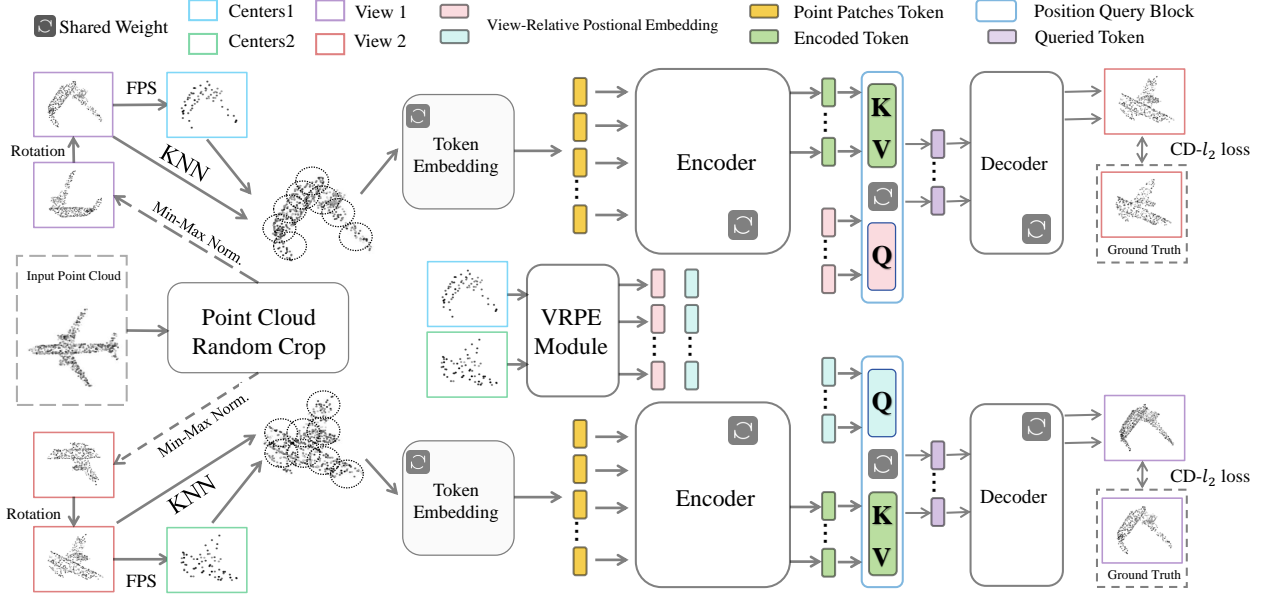 Shared Weight
Centers1
Centers2
View 1
View 2
View-Relative Postional Embedding
Point Patches Token
Encoded Token
Position Query Block
Queried Token
FPS
Rotation
KNN
Min-Max Norm.
Token
Embedding
Encoder
K
V
Q
Decoder
CD-l₂ loss
Ground Truth
Input Point Cloud
Point Cloud
Random Crop
VRPE
Module
Min-Max Norm.
Rotation
KNN
FPS
Token
Embedding
Encoder
Q
K
V
Decoder
CD-l₂ loss
Ground Truth